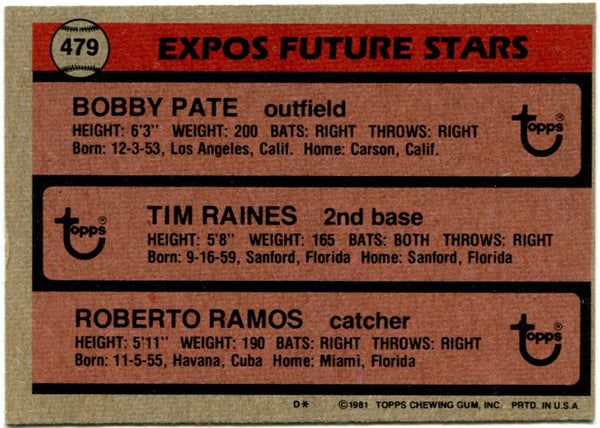 479 EXPOS FUTURE STARS
BOBBY PATE outfield
HEIGHT: 6'3" WEIGHT: 200 BATS: RIGHT THROWS: RIGHT
Born: 12-3-53, Los Angeles, Calif. Home: Carson, Calif.
Topps®
TIM RAINES 2nd base
HEIGHT: 5'8" WEIGHT: 165 BATS: BOTH THROWS: RIGHT
Born: 9-16-59, Sanford, Florida Home: Sanford, Florida
Topps®
ROBERTO RAMOS catcher
HEIGHT: 5'11" WEIGHT: 190 BATS: RIGHT THROWS: RIGHT
Born: 11-5-55, Havana, Cuba Home: Miami, Florida
Topps®
D* ©1981 TOPPS CHEWING GUM, INC. PRTD. IN U.S.A.